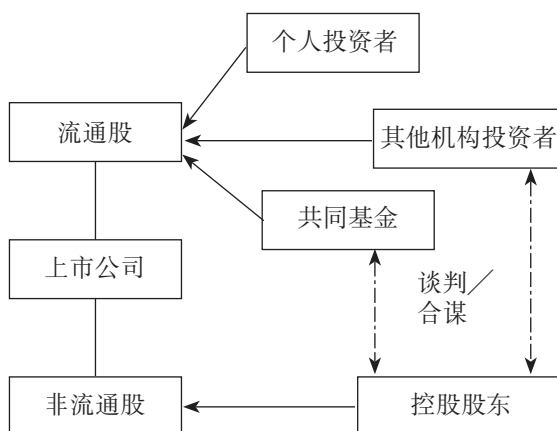 个人投资者
流通股
其他机构投资者
共同基金
上市公司
谈判／
合谋
非流通股
控股股东